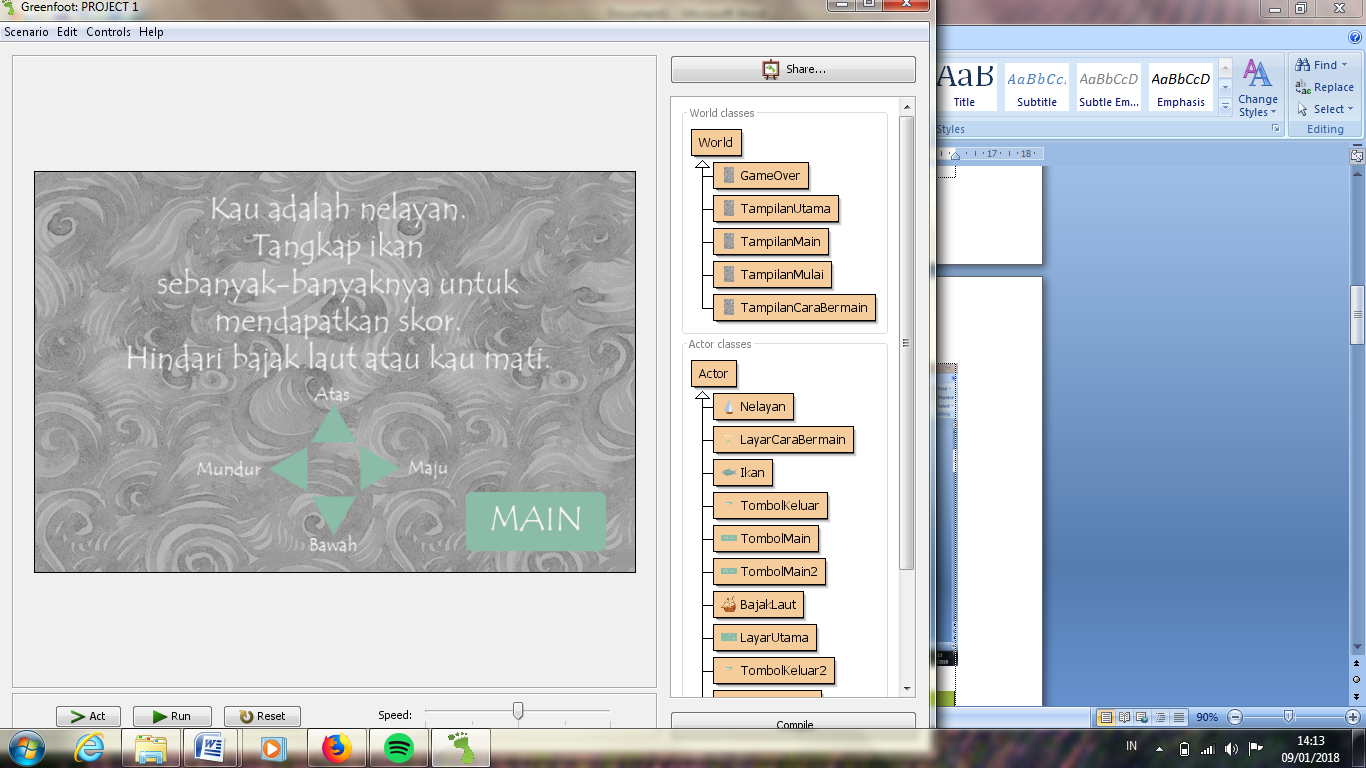 Greenfoot: PROJECT 1
Scenario Edit Controls Help
Share...
Kau adalah nelayan.
Tangkap ikan
sebanyak-banyaknya untuk
mendapatkan skor.
Hindari bajak laut atau kau mati.
Atas
Mundur
Maju
Bawah
MAIN
World classes
World
GameOver
TampilanUtama
TampilanMain
TampilanMulai
TampilanCaraBermain
Actor classes
Actor
Nelayan
LayarCaraBermain
Ikan
TombolKeluar
TombolMain
TombolMain2
BajakLaut
LayarUtama
TombolKeluar2
Act
Run
Reset
Speed:
Compile
AaB
AaBbCc.
AaBbCcD
AaBbCcD
Title
Subtitle
Subtle Em...
Emphasis
Change
Styles
Find
Replace
Select
Styles
Editing
17 18
90%
IN
14:13
09/01/2018